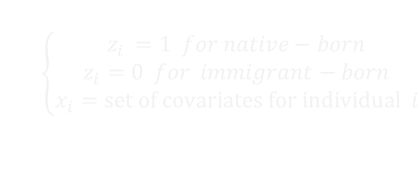 z_i = 1 for native − born
z_i = 0 for immigrant − born
x_i = set of covariates for individual i